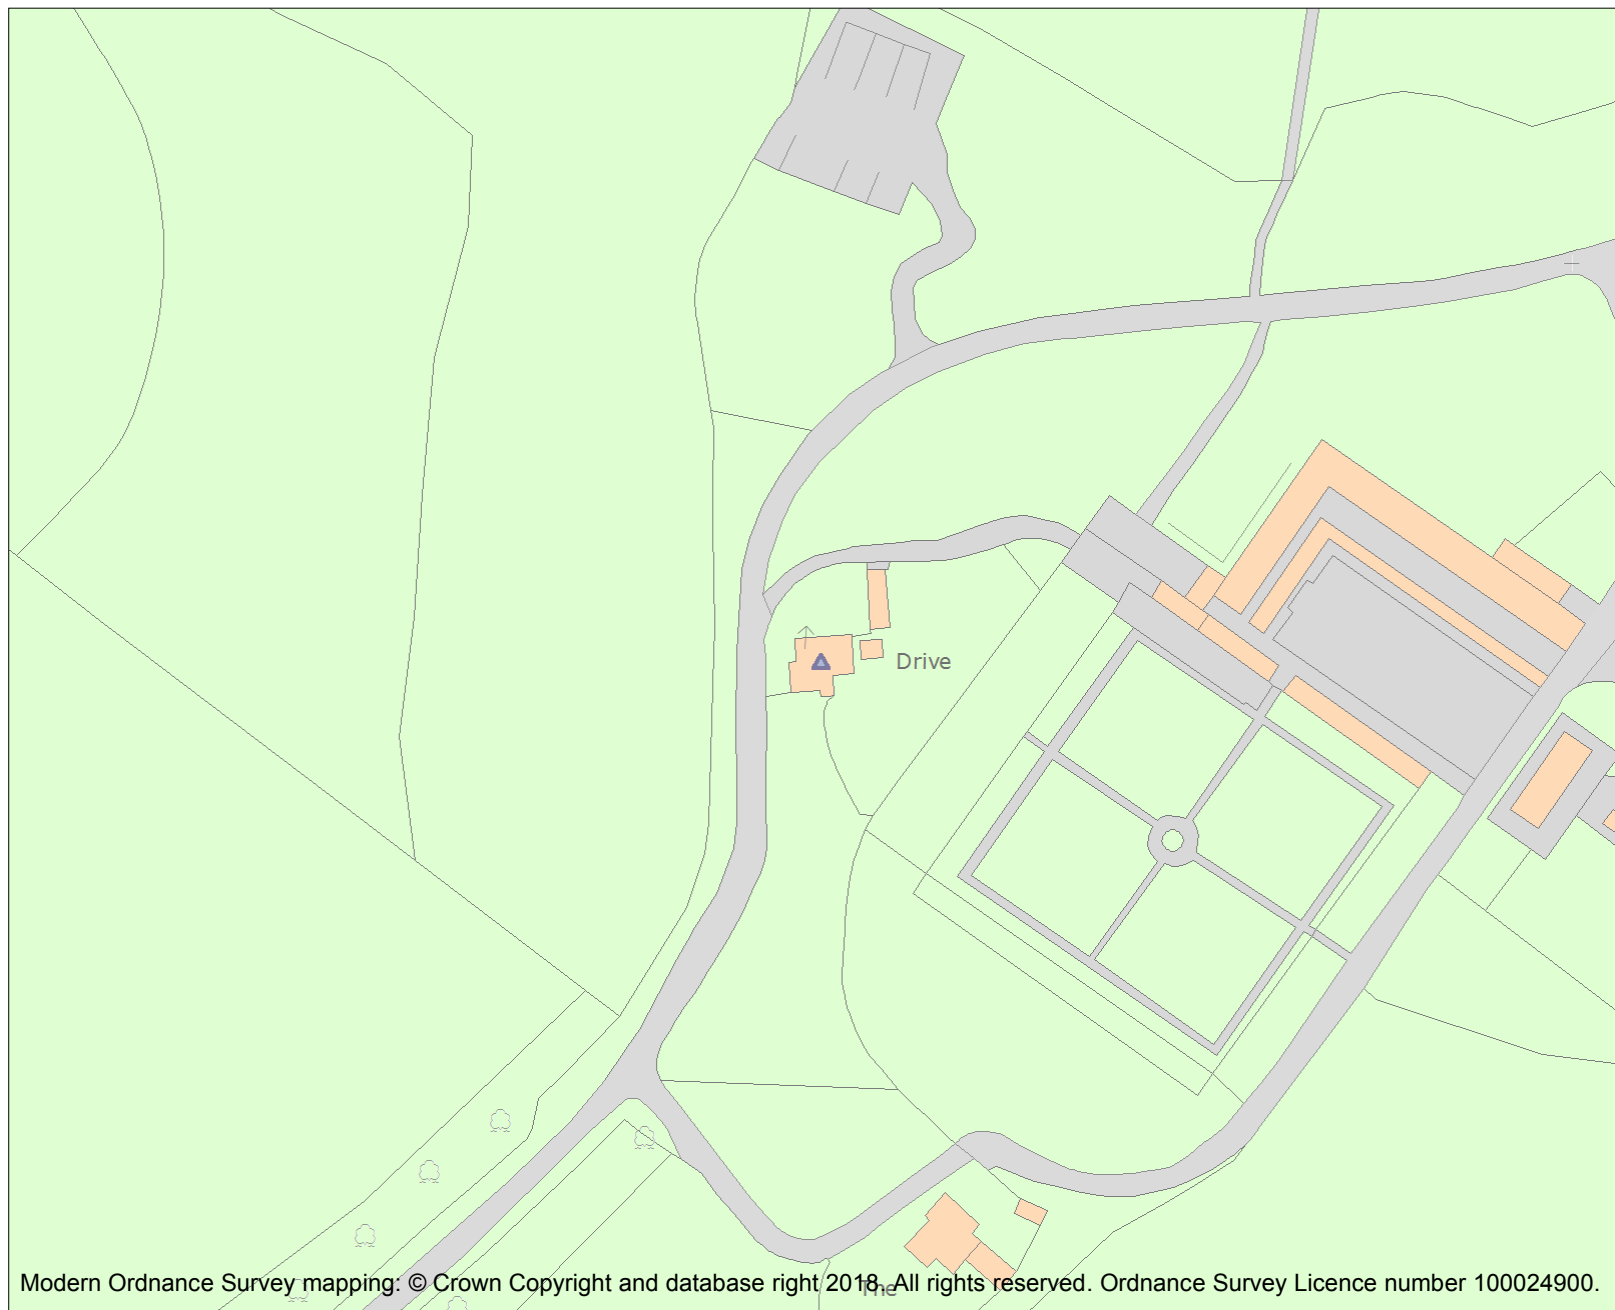 Drive
The
Modern Ordnance Survey mapping: © Crown Copyright and database right 2018. All rights reserved. Ordnance Survey Licence number 100024900.